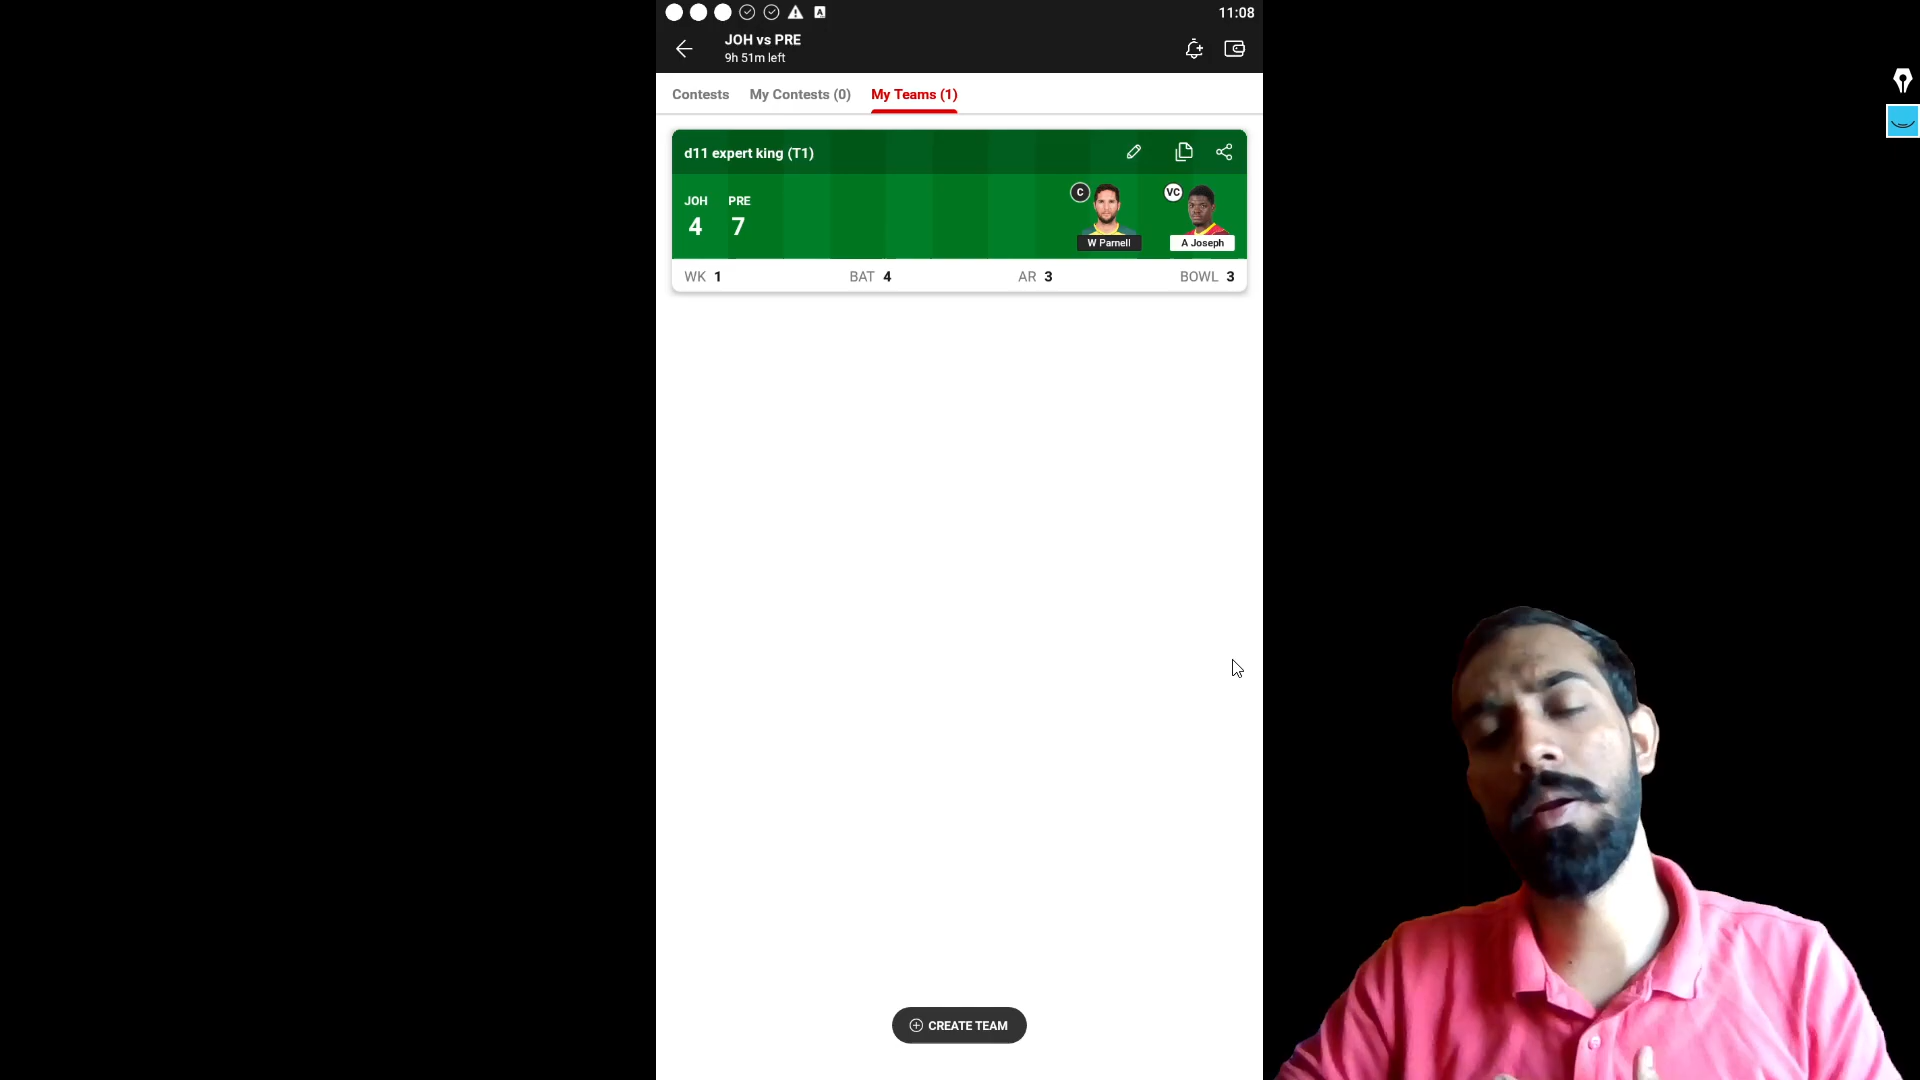 11:08
JOH vs PRE
9h 51m left
Contests My Contests (0) My Teams (1)
d11 expert king (T1)
JOH PRE
4 7
C VC
W Parnell A Joseph
WK 1 BAT 4 AR 3 BOWL 3
CREATE TEAM